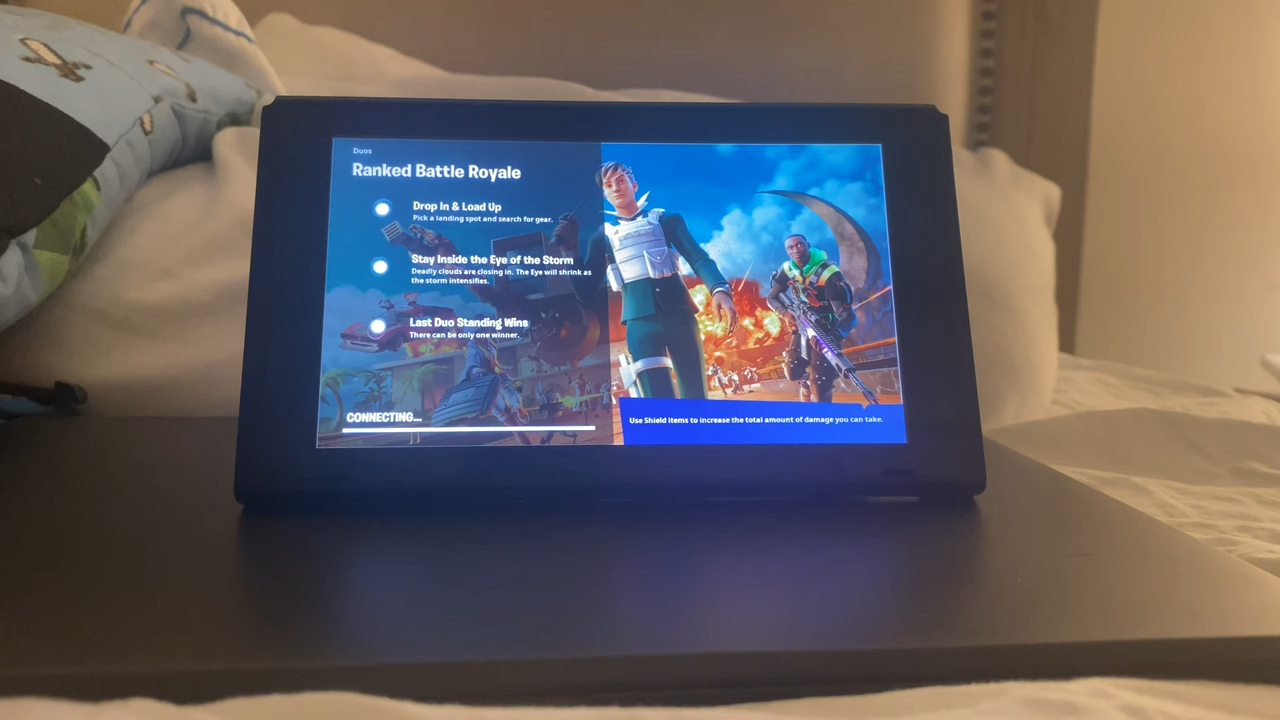 Duos
Ranked Battle Royale
Drop In & Load Up
Pick a landing spot and search for gear.
Stay Inside the Eye of the Storm
Deadly clouds are closing in. The Eye will shrink as
the storm intensifies.
Last Duo Standing Wins
There can be only one winner.
CONNECTING...
Use Shield items to increase the total amount of damage you can take.